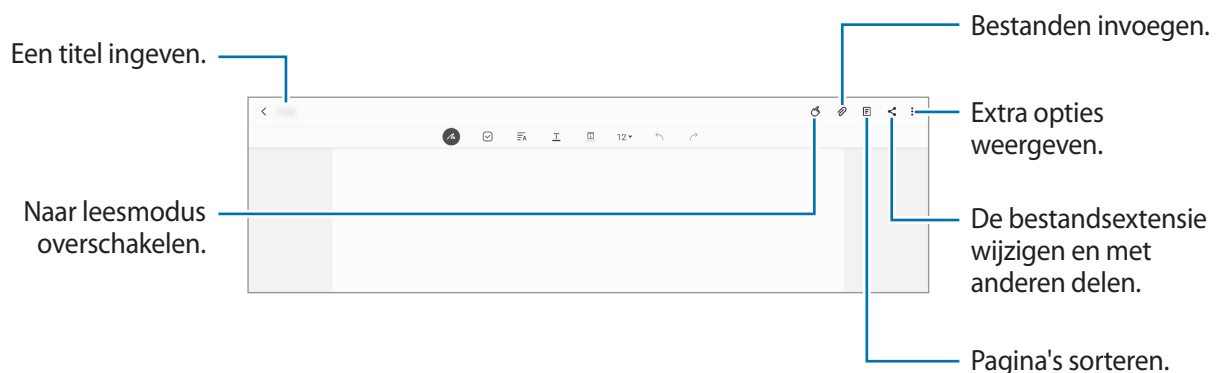 Bestanden invoegen.
Een titel ingeven.
Extra opties
weergeven.
12
Naar leesmodus
overschakelen.
De bestandsextensie
wijzigen en met
anderen delen.
Pagina's sorteren.